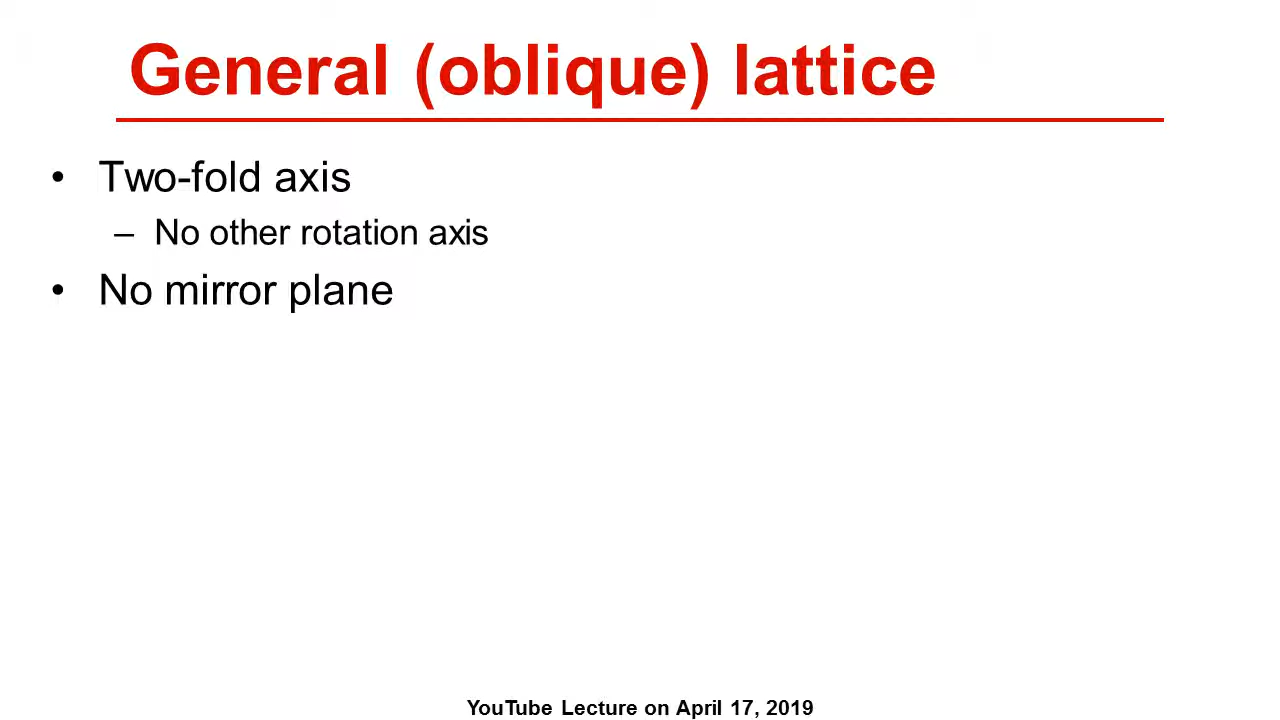 General (oblique) lattice
• Two-fold axis
– No other rotation axis
• No mirror plane
YouTube Lecture on April 17, 2019